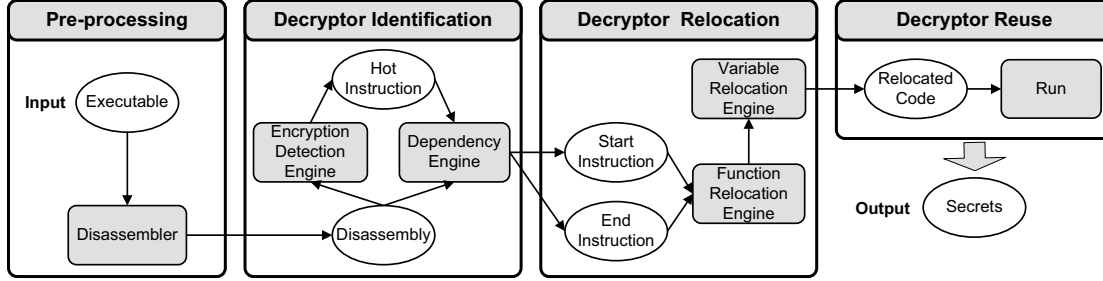 Pre-processing
Input
Executable
Disassembler
Decryptor Identification
Hot
Instruction
Encryption
Detection
Engine
Dependency
Engine
Disassembly
Decryptor Relocation
Start
Instruction
End
Instruction
Variable
Relocation
Engine
Function
Relocation
Engine
Decryptor Reuse
Relocated
Code
Run
Output
Secrets